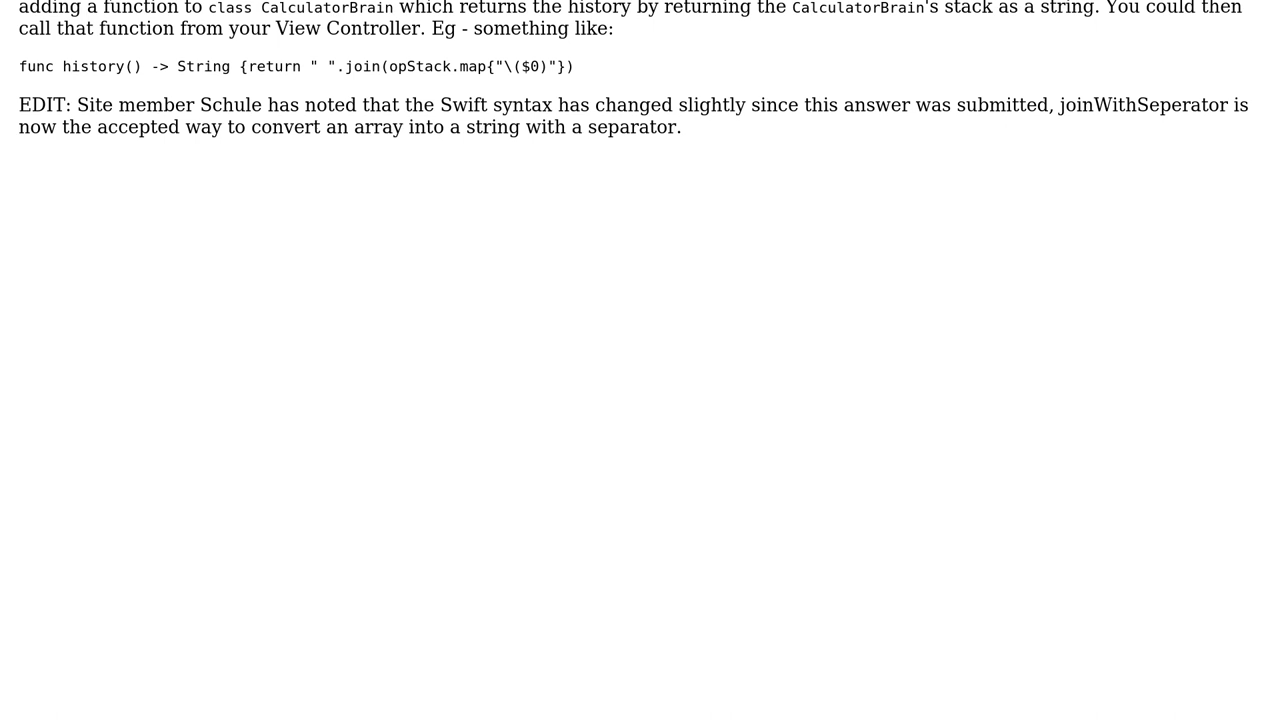 adding a function to class CalculatorBrain which returns the history by returning the CalculatorBrain's stack as a string. You could then
call that function from your View Controller. Eg - something like:
func history() -> String {return " ".join(opStack.map{"\($0)"})
EDIT: Site member Schule has noted that the Swift syntax has changed slightly since this answer was submitted, joinWithSeperator is
now the accepted way to convert an array into a string with a separator.